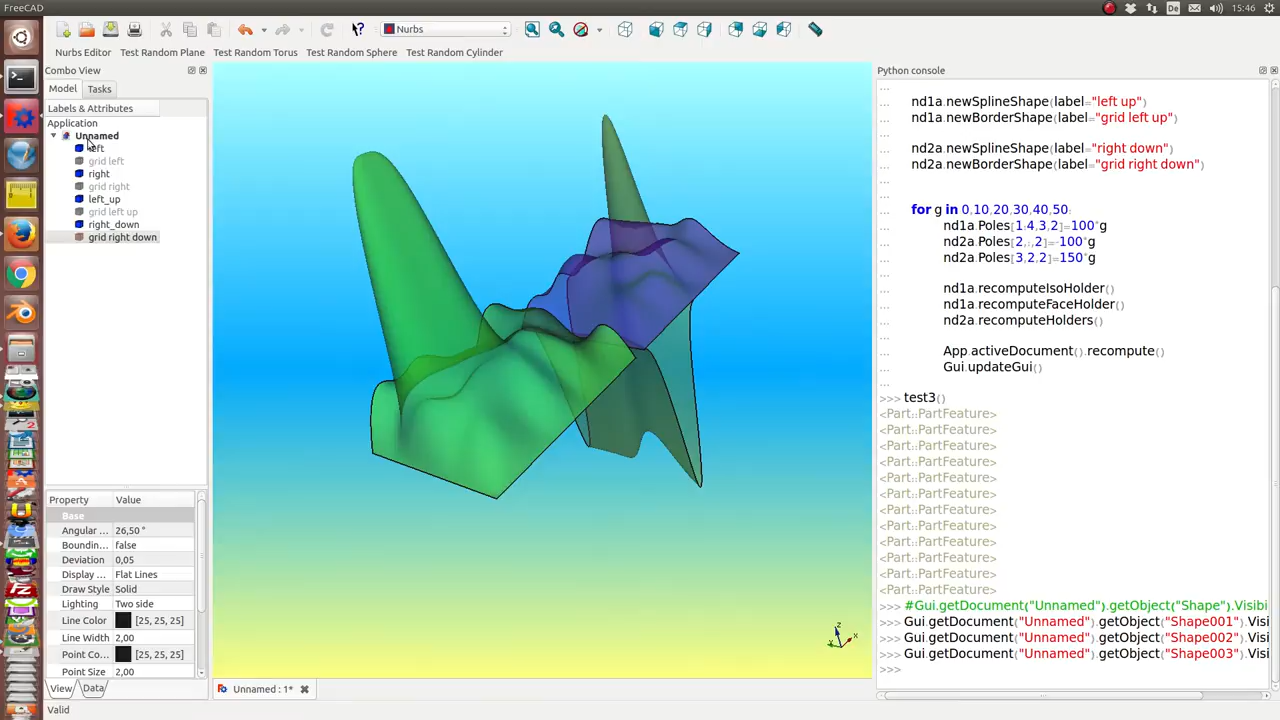 FreeCAD
De
15:46
Nurbs
Nurbs Editor
Test Random Plane
Test Random Torus
Test Random Sphere
Test Random Cylinder
Combo View
Model
Tasks
Labels & Attributes
Application
Unnamed
left
grid left
right
grid right
left_up
grid left up
right_down
grid right down
Property
Value
Base
Angular ...
26,50 °
Boundin...
false
Deviation
0,05
Display ...
Flat Lines
Draw Style
Solid
Lighting
Two side
Line Color
[25, 25, 25]
Line Width
2,00
Point Co...
[25, 25, 25]
Point Size
2,00
View
Data
Unnamed : 1*
Valid
Python console
...
... nd1a.newSplineShape(label="left up")
... nd1a.newBorderShape(label="grid left up")
...
... nd2a.newSplineShape(label="right down")
... nd2a.newBorderShape(label="grid right down")
...
...
... for g in 0,10,20,30,40,50:
... nd1a.Poles[1:4,3,2]=100*g
... nd2a.Poles[2,:,2]=-100*g
... nd2a.Poles[3,2,2]=150*g
...
... nd1a.recomputeIsoHolder()
... nd1a.recomputeFaceHolder()
... nd2a.recomputeHolders()
...
... App.activeDocument().recompute()
... Gui.updateGui()
...
>>> test3()
<Part::PartFeature>
<Part::PartFeature>
<Part::PartFeature>
<Part::PartFeature>
<Part::PartFeature>
<Part::PartFeature>
<Part::PartFeature>
<Part::PartFeature>
<Part::PartFeature>
<Part::PartFeature>
<Part::PartFeature>
<Part::PartFeature>
>>> #Gui.getDocument("Unnamed").getObject("Shape").Visibi
>>> Gui.getDocument("Unnamed").getObject("Shape001").Visi
>>> Gui.getDocument("Unnamed").getObject("Shape002").Visi
>>> Gui.getDocument("Unnamed").getObject("Shape003").Visi
>>>